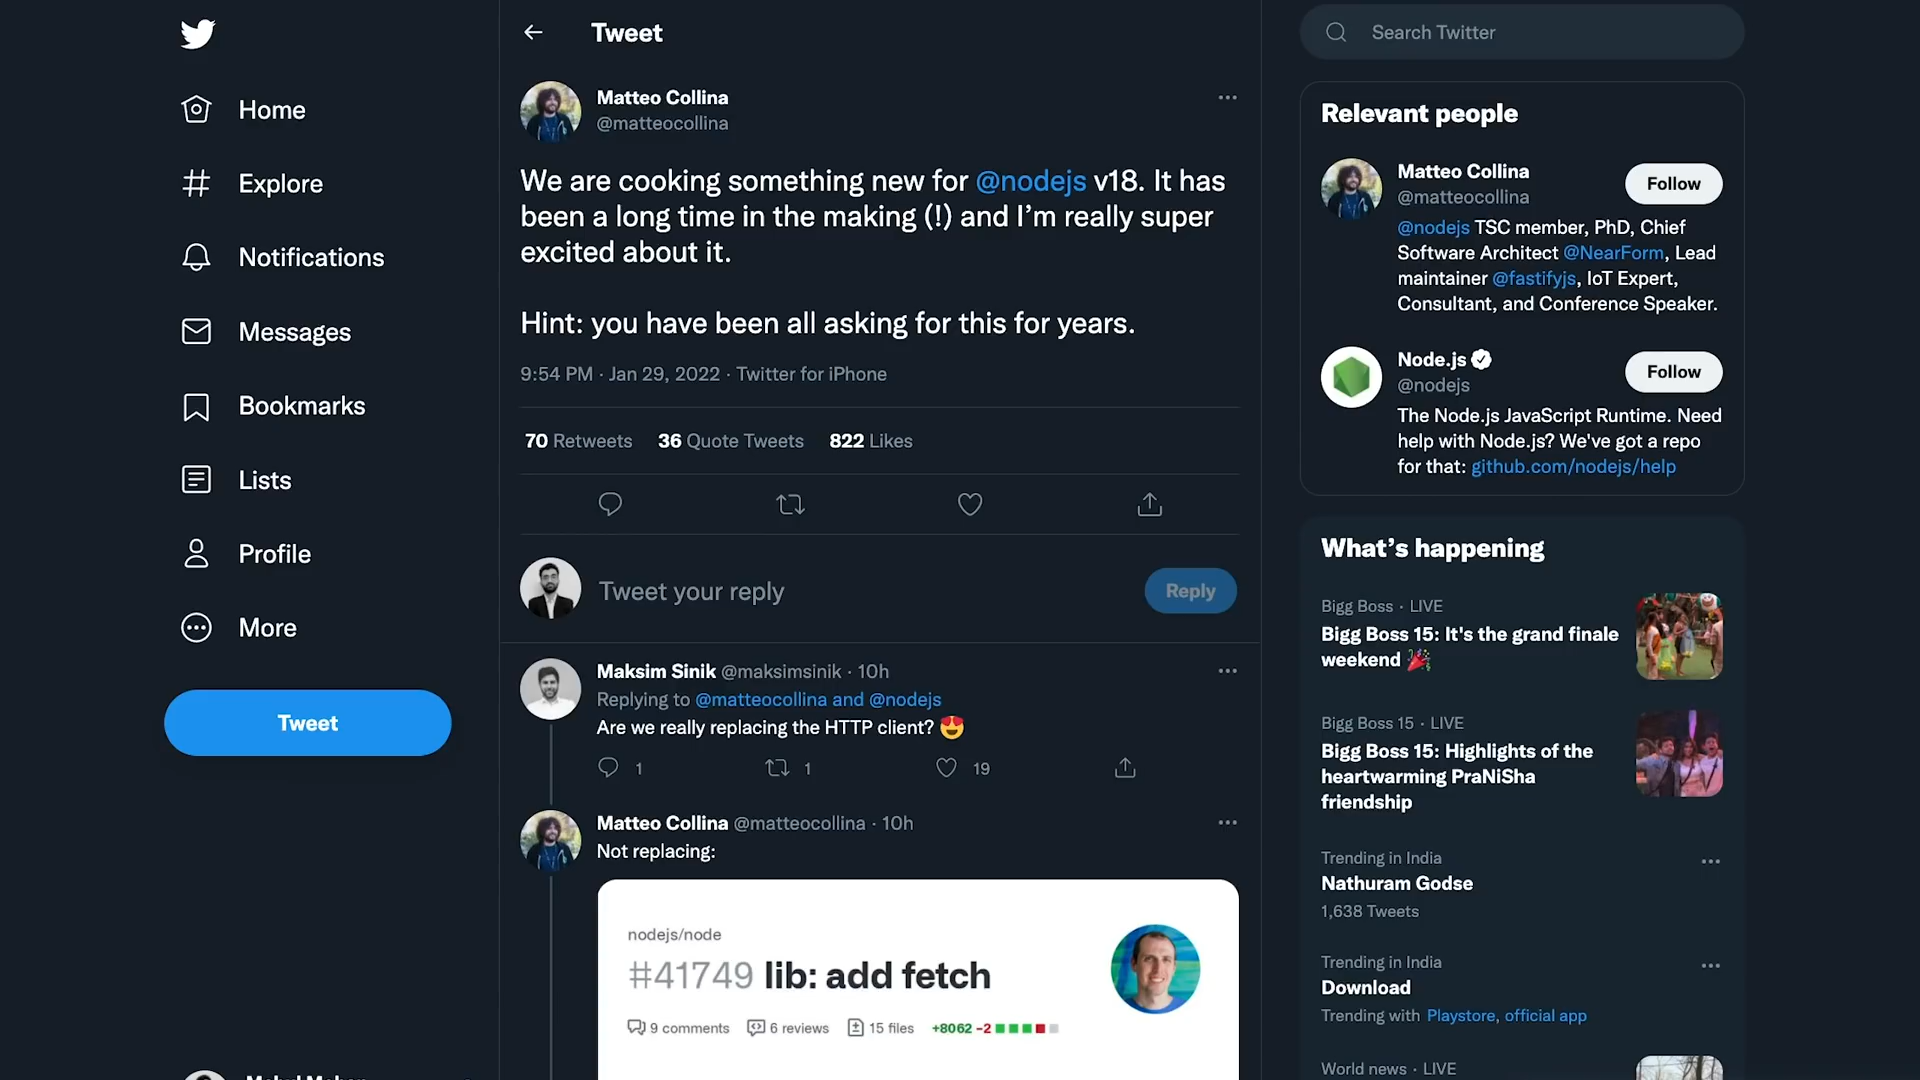 Home
Explore
Notifications
Messages
Bookmarks
Lists
Profile
More
Tweet
Tweet
Matteo Collina
@matteocollina
We are cooking something new for @nodejs v18. It has
been a long time in the making (!) and I’m really super
excited about it.
Hint: you have been all asking for this for years.
9:54 PM · Jan 29, 2022 · Twitter for iPhone
70 Retweets 36 Quote Tweets 822 Likes
Tweet your reply
Reply
Maksim Sinik @maksimsinik · 10h
Replying to @matteocollina and @nodejs
Are we really replacing the HTTP client? 😍
1 1 19
Matteo Collina @matteocollina · 10h
Not replacing:
nodejs/node
#41749 lib: add fetch
9 comments 6 reviews 15 files +8062 -2
Search Twitter
Relevant people
Matteo Collina
@matteocollina
Follow
@nodejs TSC member, PhD, Chief
Software Architect @NearForm, Lead
maintainer @fastifyjs, IoT Expert,
Consultant, and Conference Speaker.
Node.js
@nodejs
Follow
The Node.js JavaScript Runtime. Need
help with Node.js? We've got a repo
for that: github.com/nodejs/help
What’s happening
Bigg Boss · LIVE
Bigg Boss 15: It's the grand finale
weekend 🎉
Bigg Boss 15 · LIVE
Bigg Boss 15: Highlights of the
heartwarming PraNiSha
friendship
Trending in India
Nathuram Godse
1,638 Tweets
Trending in India
Download
Trending with Playstore, official app
World news · LIVE